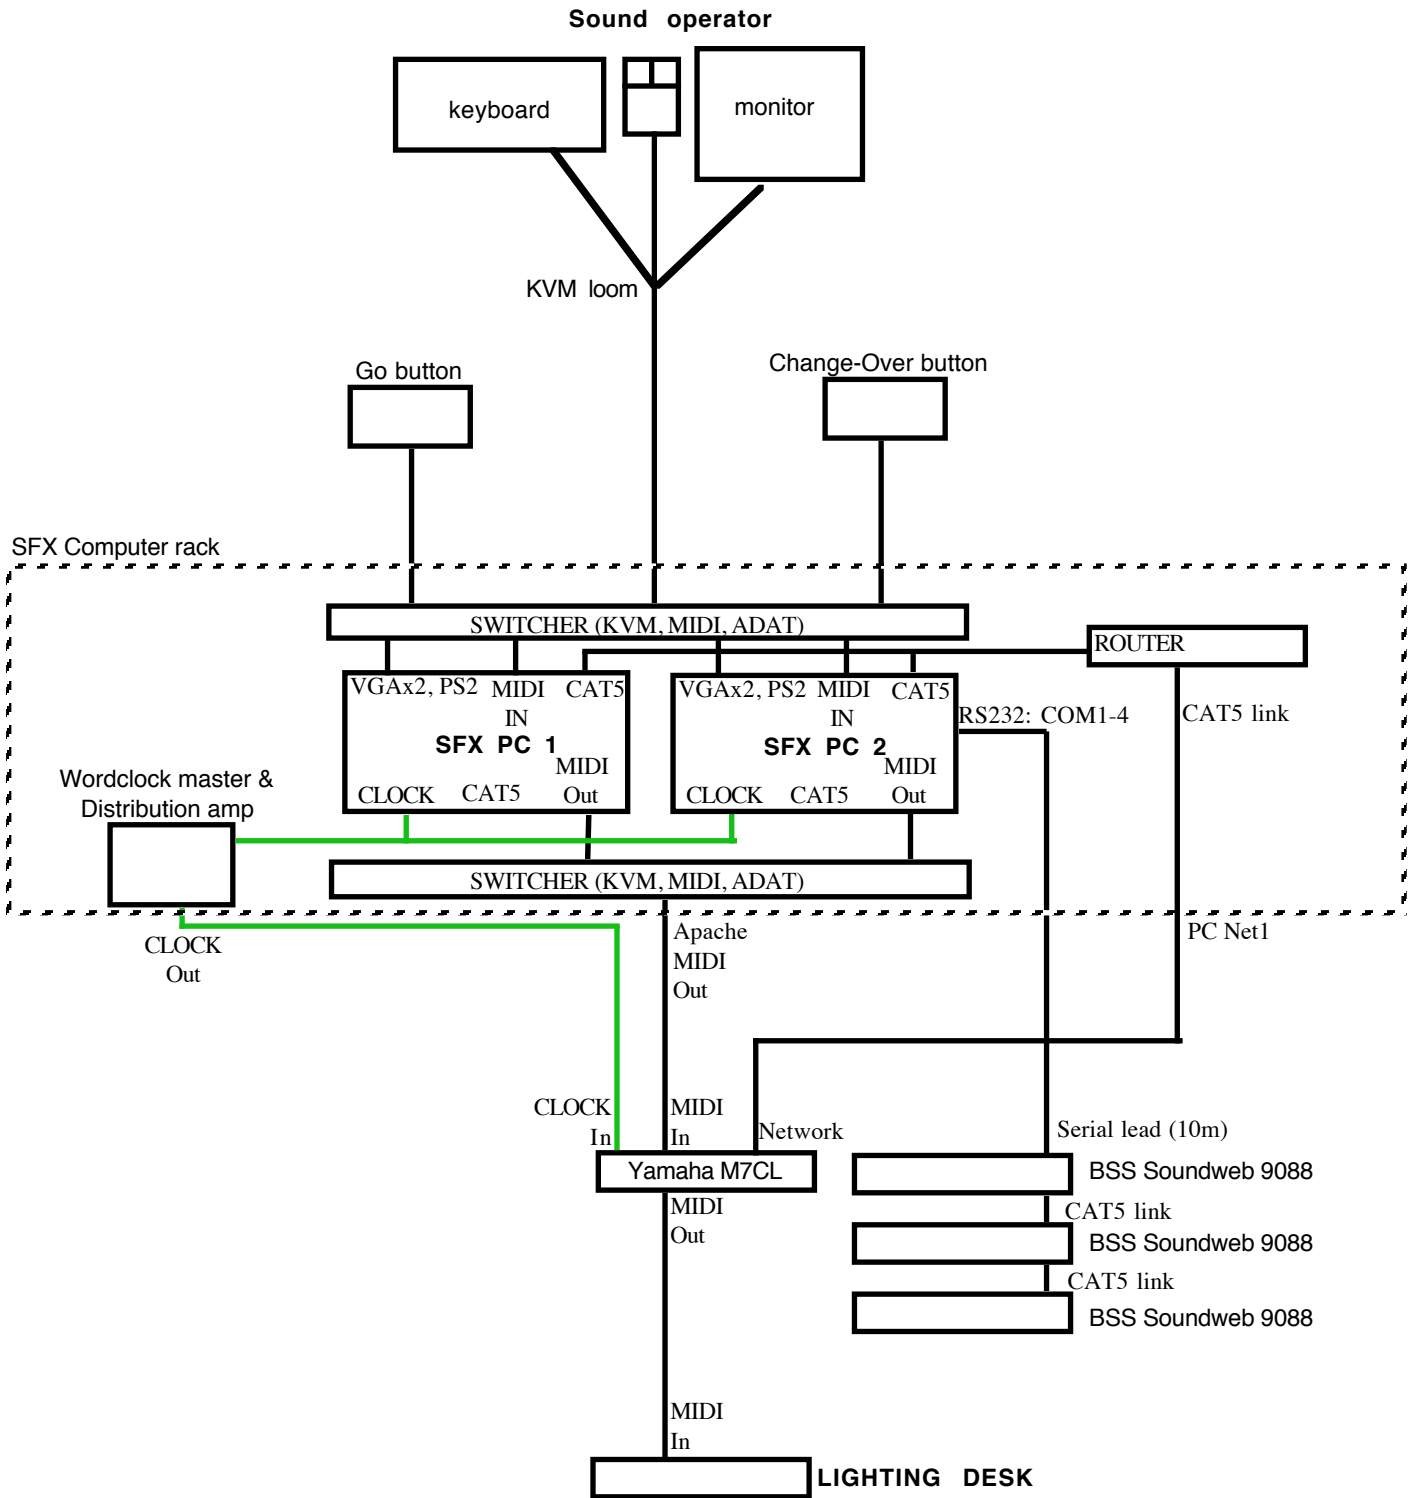 Sound operator
keyboard
monitor
KVM loom
Go button
Change-Over button
SFX Computer rack
SWITCHER (KVM, MIDI, ADAT)
ROUTER
VGAx2, PS2 MIDI CAT5
IN
SFX PC 1
MIDI
CLOCK CAT5 Out
VGAx2, PS2 MIDI CAT5
IN
SFX PC 2
MIDI
CLOCK CAT5 Out
RS232: COM1-4
CAT5 link
Wordclock master &
Distribution amp
SWITCHER (KVM, MIDI, ADAT)
CLOCK
Out
Apache
MIDI
Out
PC Net1
CLOCK
In
MIDI
In
Network
Serial lead (10m)
Yamaha M7CL
BSS Soundweb 9088
MIDI
Out
CAT5 link
BSS Soundweb 9088
CAT5 link
BSS Soundweb 9088
MIDI
In
LIGHTING DESK